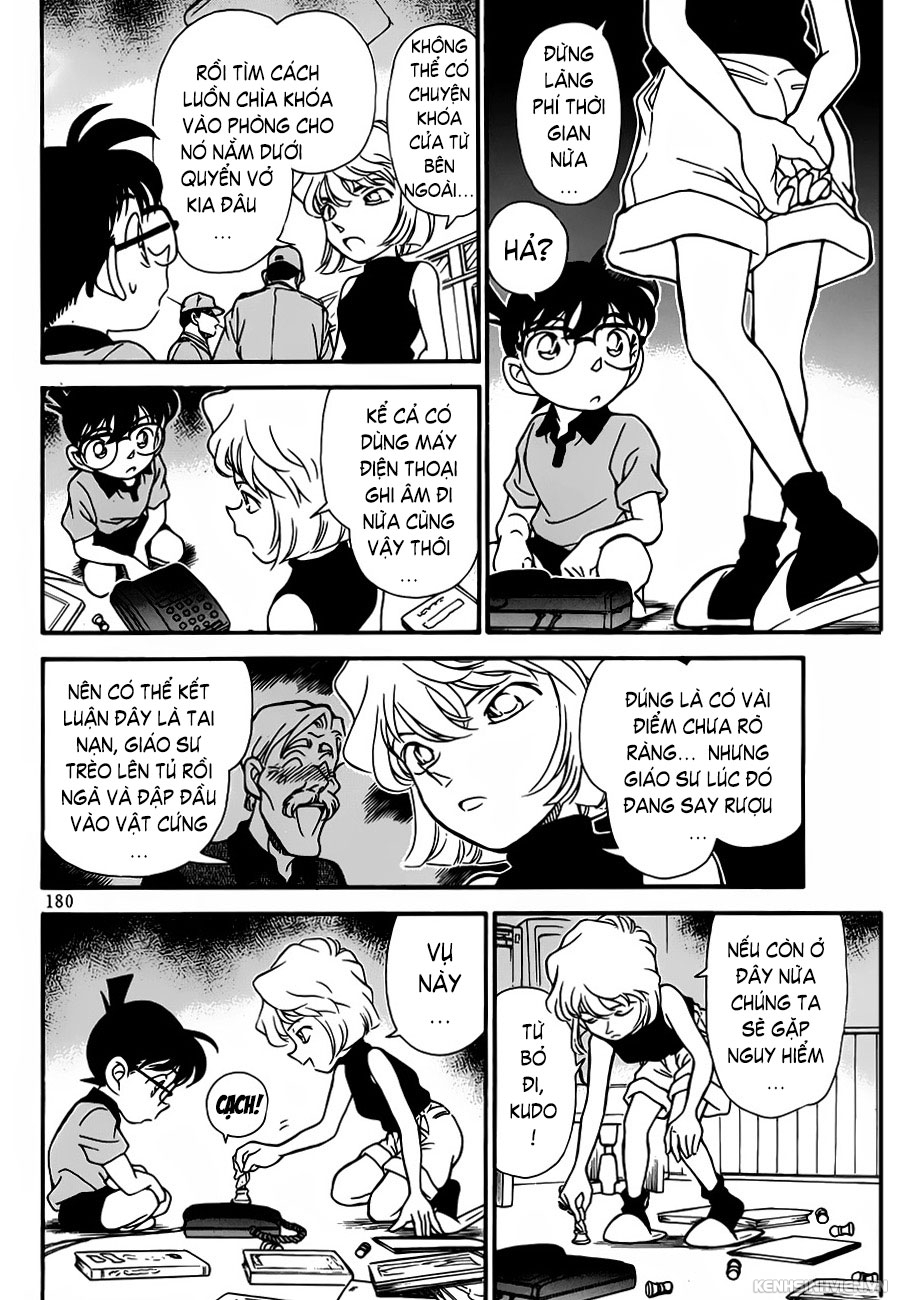 ĐỪNG
LÃNG
PHÍ THỜI
GIAN
NỮA
...
HẢ?
KHÔNG
THỂ CÓ
CHUYỆN
KHÓA
CỬA TỪ
BÊN
NGOÀI...
RỒI TÌM CÁCH
LUỒN CHÌA KHÓA
VÀO PHÒNG CHO
NÓ NẰM DƯỚI
QUYỂN VỚ
KIA ĐÂU
...
KỂ CẢ CÓ
DÙNG MÁY
ĐIỆN THOẠI
GHI ÂM ĐI
NỮA CŨNG
VẬY THÔI
...
ĐÚNG LÀ CÓ VÀI
ĐIỂM CHƯA RÕ
RÀNG... NHƯNG
GIÁO SƯ LÚC ĐÓ
ĐANG SAY RƯỢU
...
NÊN CÓ THỂ KẾT
LUẬN ĐÂY LÀ TAI
NẠN, GIÁO SƯ
TRÈO LÊN TỦ RỒI
NGÃ VÀ ĐẬP ĐẦU
VÀO VẬT CỨNG
...
180
NẾU CÒN Ở
ĐÂY NỮA
CHÚNG TA
SẼ GẶP
NGUY HIỂM
...
TỪ
BỎ
ĐI,
KUDO
!
VỤ
NÀY
...
CẠCH!
KENHSINHVIEN.VN